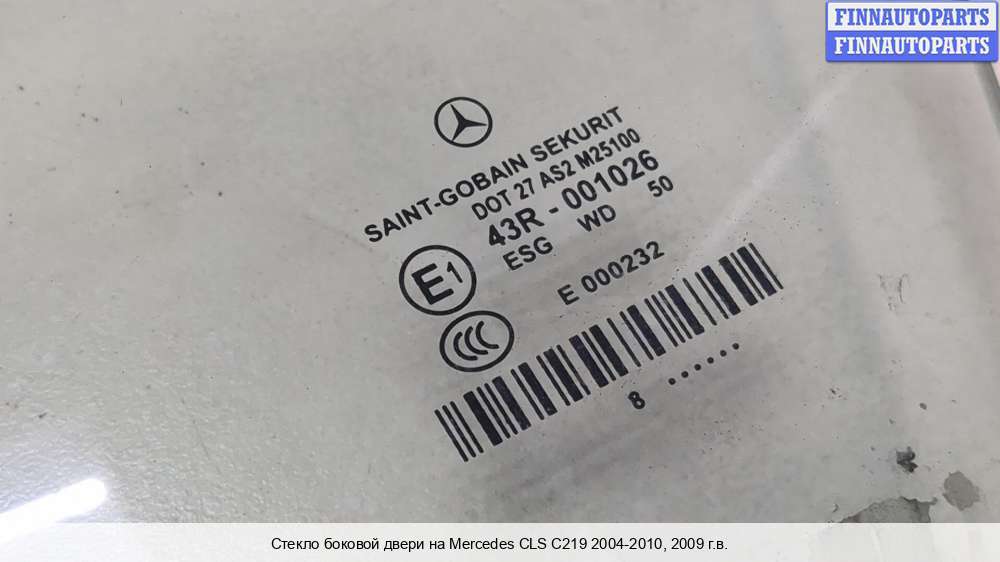 FINNAUTOPARTS
FINNAUTOPARTS
SAINT-GOBAIN SEKURIT
DOT 27 AS2 M25100
43R - 001026
ESG WD 50
E1
E 000232
CCC
8 ......
Стекло боковой двери на Mercedes CLS C219 2004-2010, 2009 г.в.